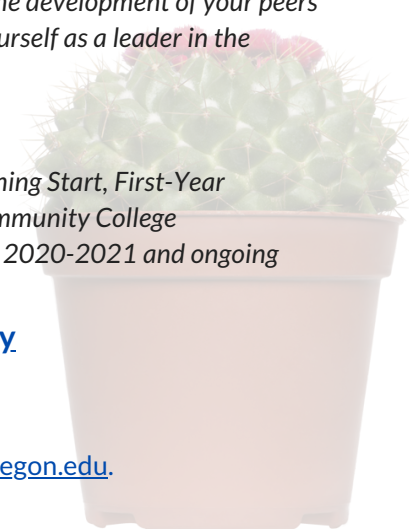 he development of your peers
urself as a leader in the
ning Start, First-Year
mmunity College
2020-2021 and ongoing
y
egon.edu.